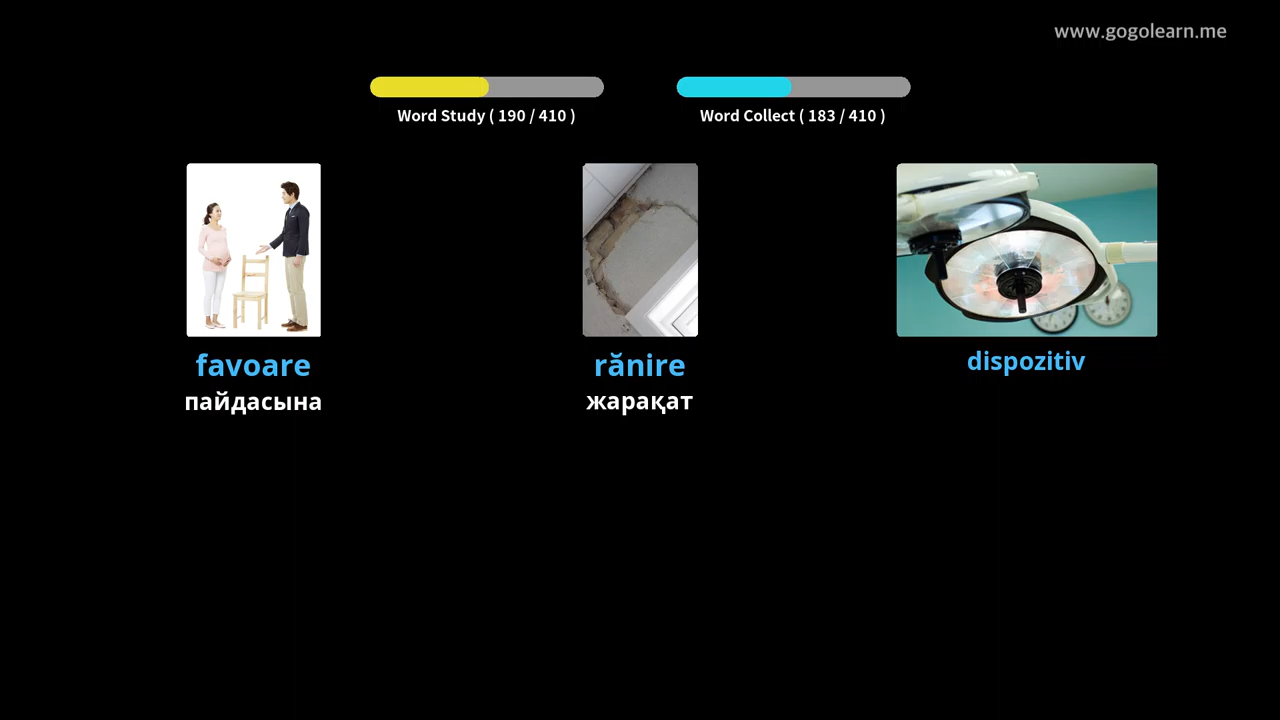 www.gogolearn.me
Word Study ( 190 / 410 )
Word Collect ( 183 / 410 )
favoare
пайдасына
rănire
жарақат
dispozitiv